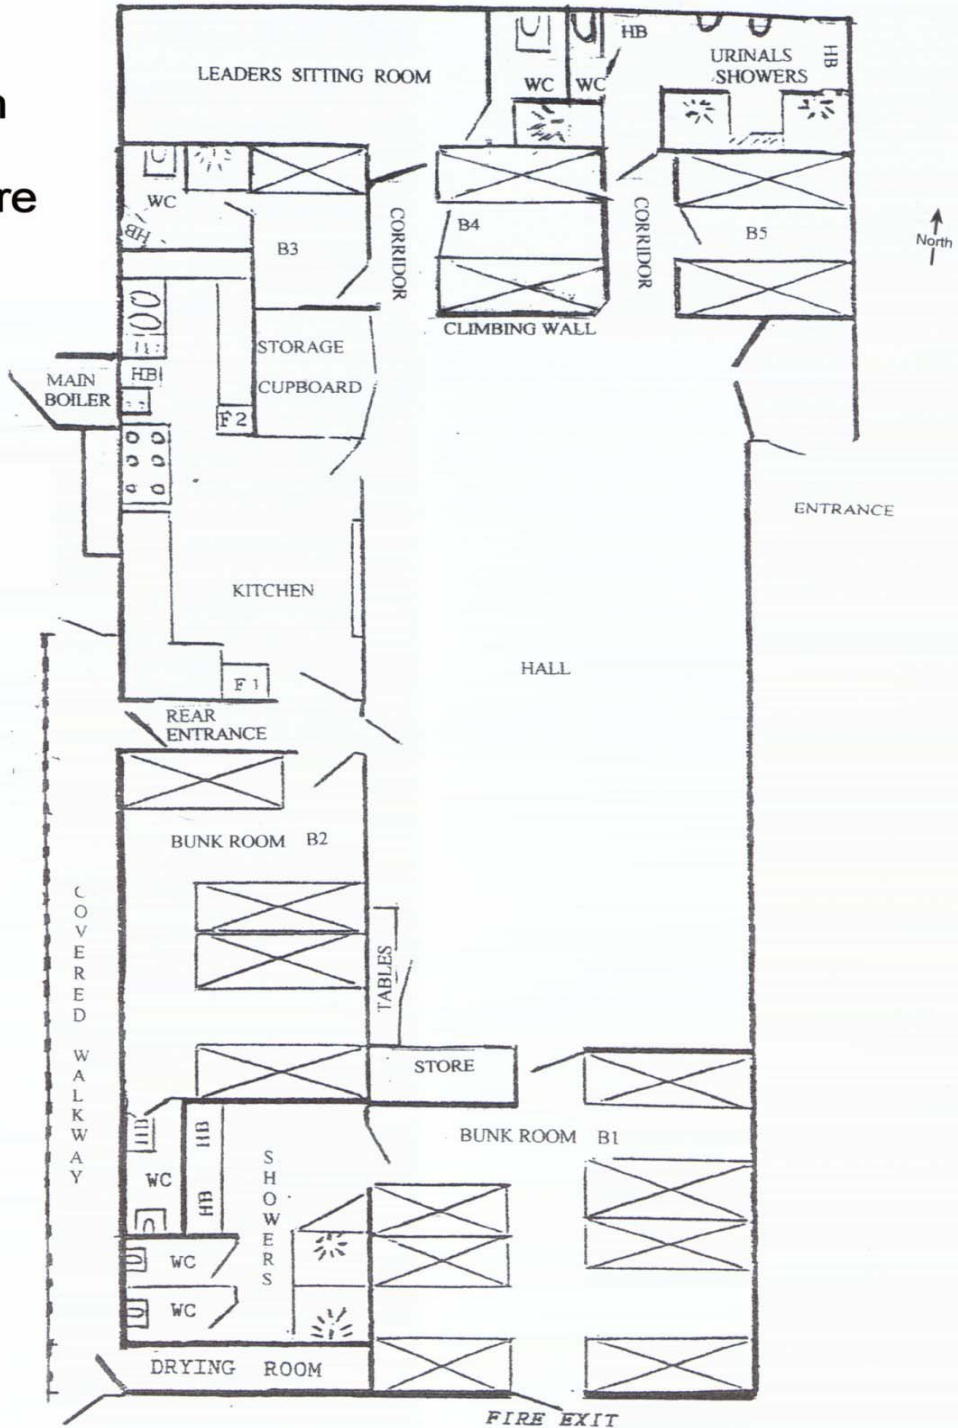 n
re
LEADERS SITTING ROOM
WC
WC
HB
URINALS
SHOWERS
HB
WC
HB
B3
CORRIDOR
B4
CORRIDOR
B5
North
CLIMBING WALL
STORAGE
CUPBOARD
MAIN
BOILER
HB
F2
ENTRANCE
KITCHEN
HALL
F1
REAR
ENTRANCE
BUNK ROOM B2
COVERED WALKWAY
TABLES
STORE
BUNK ROOM B1
HB
HB
HB
WC
SHOWERS
WC
WC
DRYING ROOM
FIRE EXIT